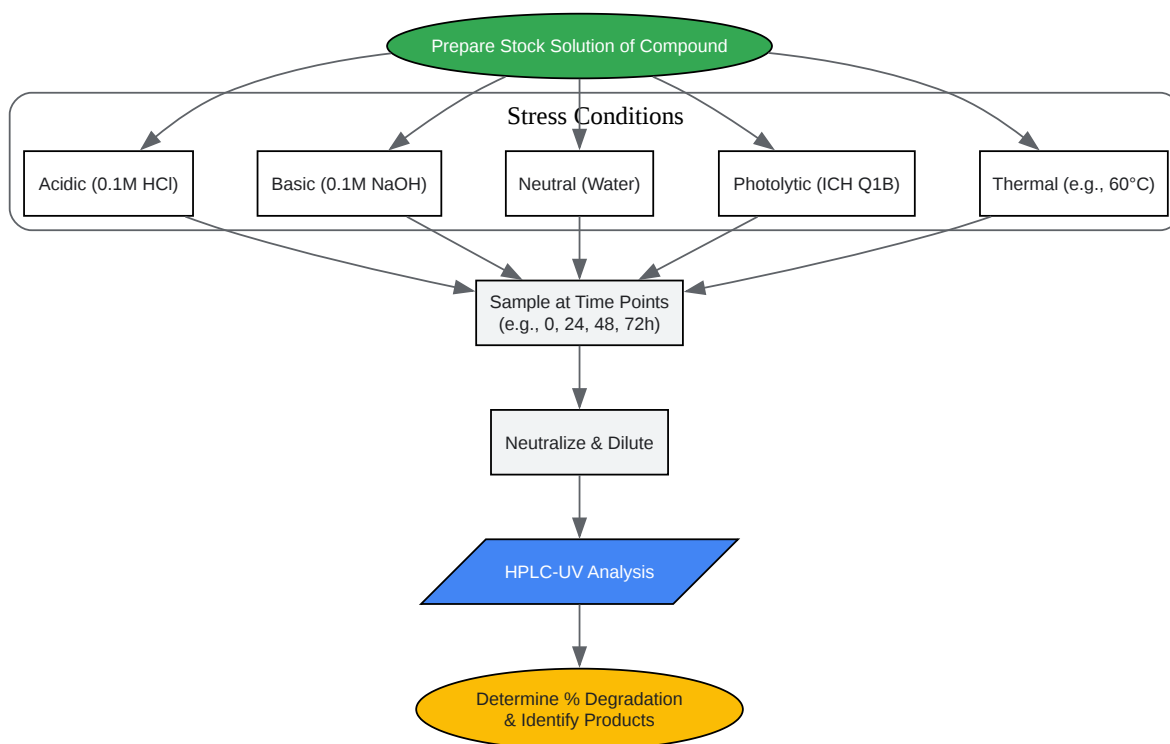 Prepare Stock Solution of Compound
Stress Conditions
Acidic (0.1M HCl)
Basic (0.1M NaOH)
Neutral (Water)
Photolytic (ICH Q1B)
Thermal (e.g., 60°C)
Sample at Time Points
(e.g., 0, 24, 48, 72h)
Neutralize & Dilute
HPLC-UV Analysis
Determine % Degradation
& Identify Products